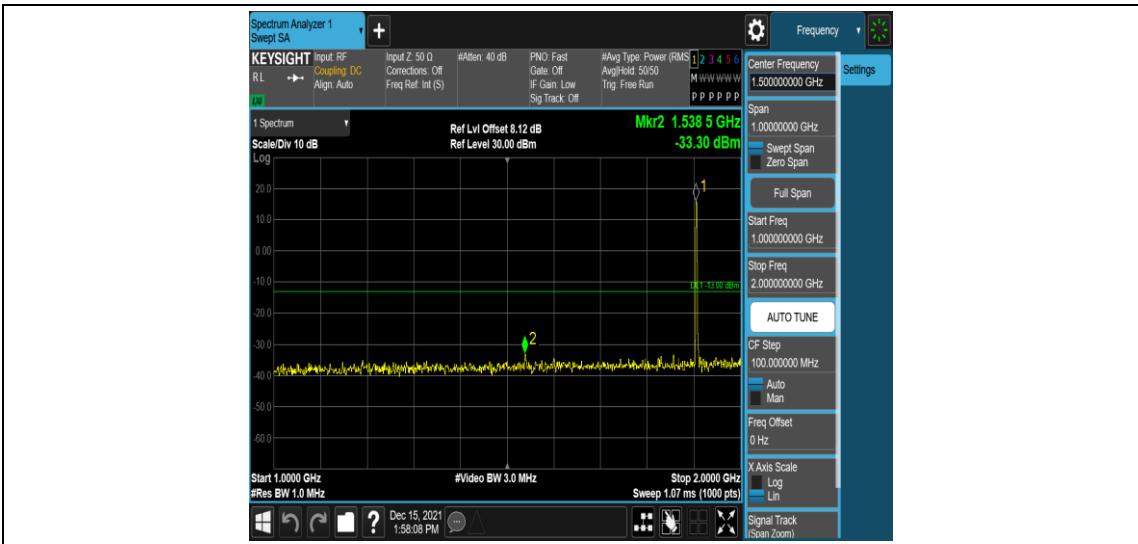 Spectrum Analyzer 1
Swept SA
+
Frequency
KEYSIGHT
RL
LXI
Input: RF
Coupling: DC
Align: Auto
Input Z: 50 Ω
Corrections: Off
Freq Ref: Int (S)
#Atten: 40 dB
PNO: Fast
Gate: Off
IF Gain: Low
Sig Track: Off
#Avg Type: Power (RMS
Avg|Hold: 50/50
Trig: Free Run
1 2 3 4 5 6
M W W W W W
P P P P P P
1 Spectrum
Scale/Div 10 dB
Log
Ref Lvl Offset 8.12 dB
Ref Level 30.00 dBm
Mkr2 1.538 5 GHz
-33.30 dBm
20.0
10.0
0.00
-10.0
-20.0
-30.0
-40.0
-50.0
-60.0
1
DL1 -13.00 dBm
2
Start 1.0000 GHz
#Res BW 1.0 MHz
#Video BW 3.0 MHz
Stop 2.0000 GHz
Sweep 1.07 ms (1000 pts)
?
Dec 15, 2021
1:58:08 PM
Center Frequency
1.500000000 GHz
Span
1.00000000 GHz
Swept Span
Zero Span
Full Span
Start Freq
1.000000000 GHz
Stop Freq
2.000000000 GHz
AUTO TUNE
CF Step
100.000000 MHz
Auto
Man
Freq Offset
0 Hz
X Axis Scale
Log
Lin
Signal Track
(Span Zoom)
Settings